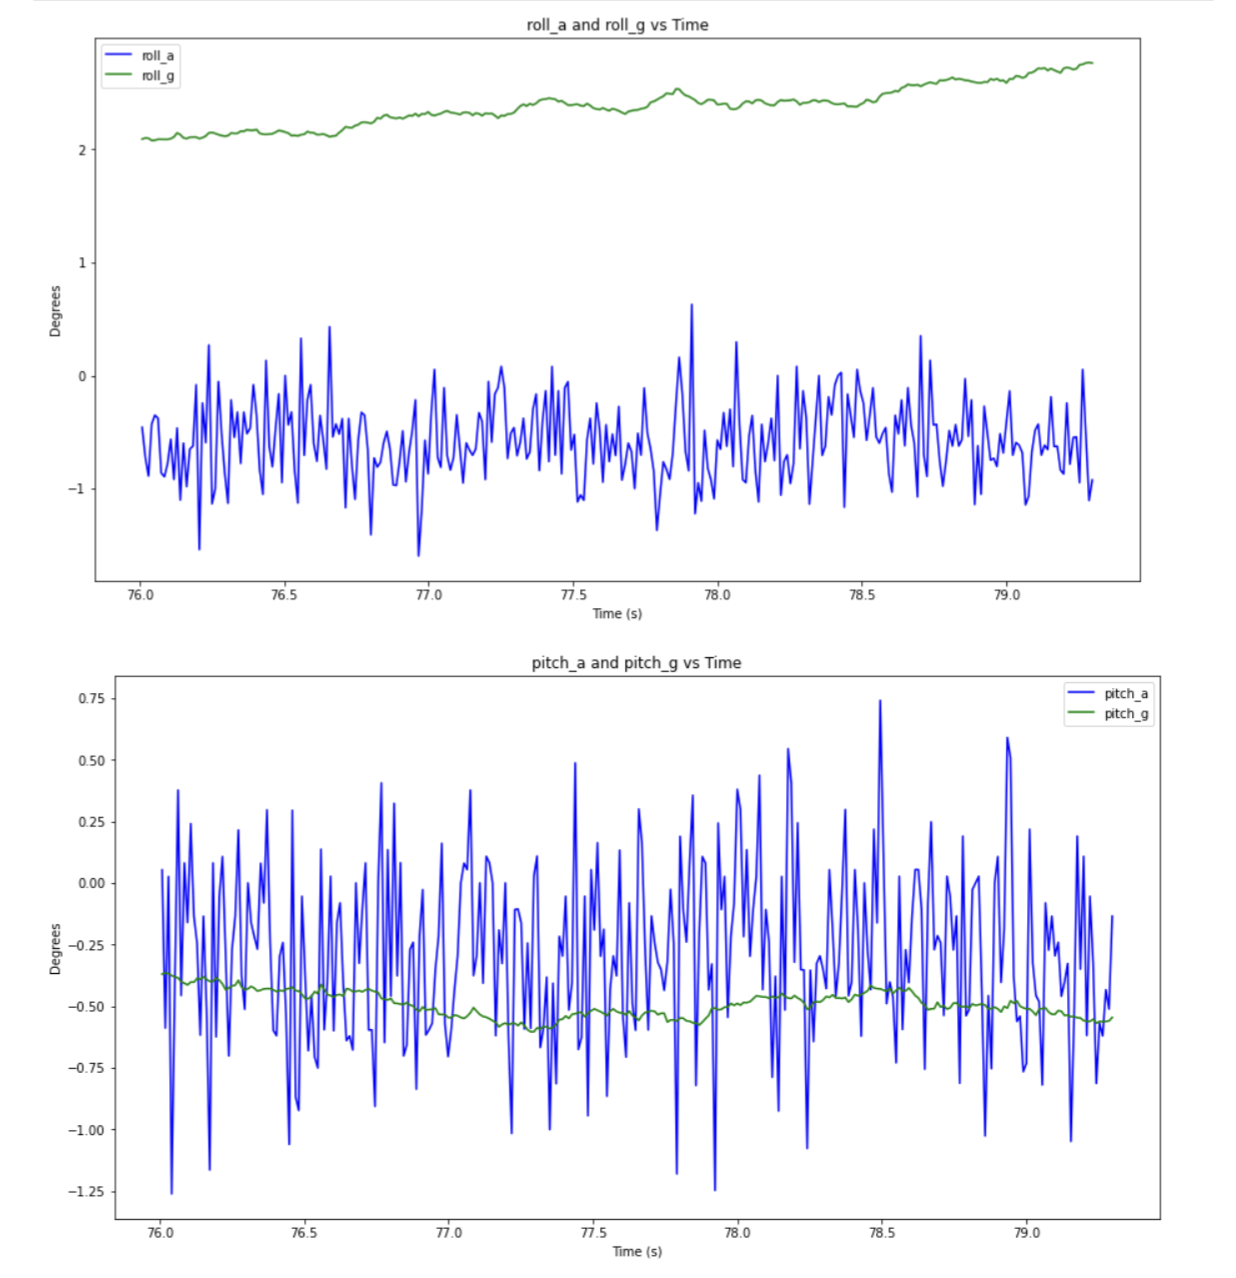 roll_a and roll_g vs Time
roll_a
roll_g
2
1
0
−1
Degrees
76.0 76.5 77.0 77.5 78.0 78.5 79.0
Time (s)
pitch_a and pitch_g vs Time
pitch_a
pitch_g
0.75
0.50
0.25
0.00
−0.25
−0.50
−0.75
−1.00
−1.25
Degrees
76.0 76.5 77.0 77.5 78.0 78.5 79.0
Time (s)